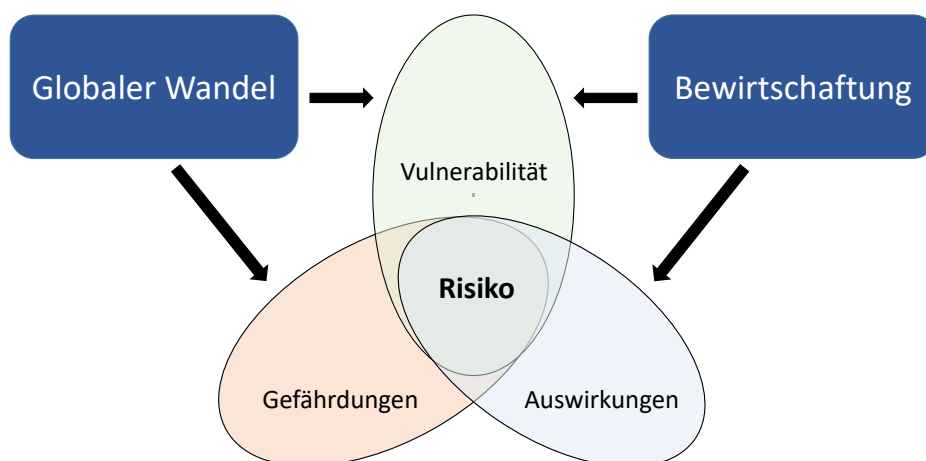 Globaler Wandel
Bewirtschaftung
Vulnerabilität
Risiko
Gefährdungen
Auswirkungen